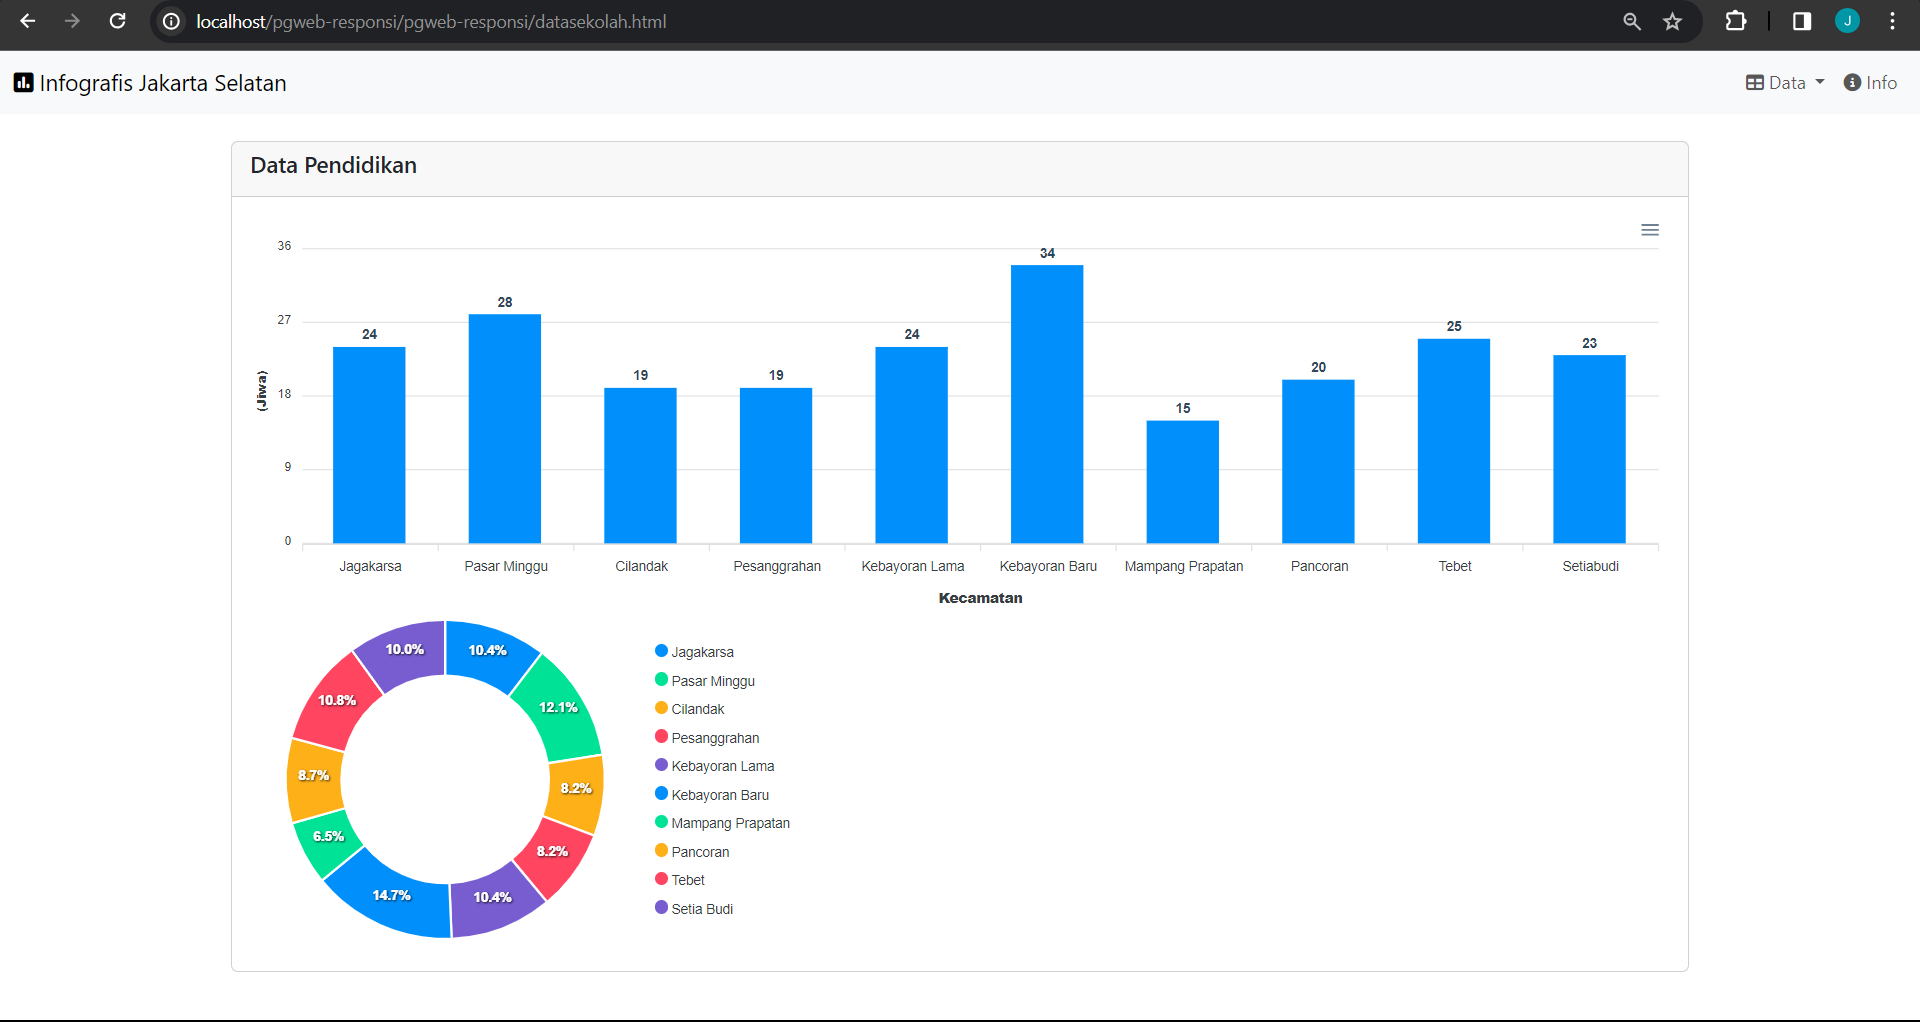 localhost/pgweb-responsi/pgweb-responsi/datasekolah.html
J
Infografis Jakarta Selatan
Data
Info
Data Pendidikan
36
27
18
9
0
(Jiwa)
24
28
19
19
24
34
15
20
25
23
Jagakarsa
Pasar Minggu
Cilandak
Pesanggrahan
Kebayoran Lama
Kebayoran Baru
Mampang Prapatan
Pancoran
Tebet
Setiabudi
Kecamatan
10.4%
12.1%
8.2%
8.2%
10.4%
14.7%
6.5%
8.7%
10.8%
10.0%
Jagakarsa
Pasar Minggu
Cilandak
Pesanggrahan
Kebayoran Lama
Kebayoran Baru
Mampang Prapatan
Pancoran
Tebet
Setia Budi